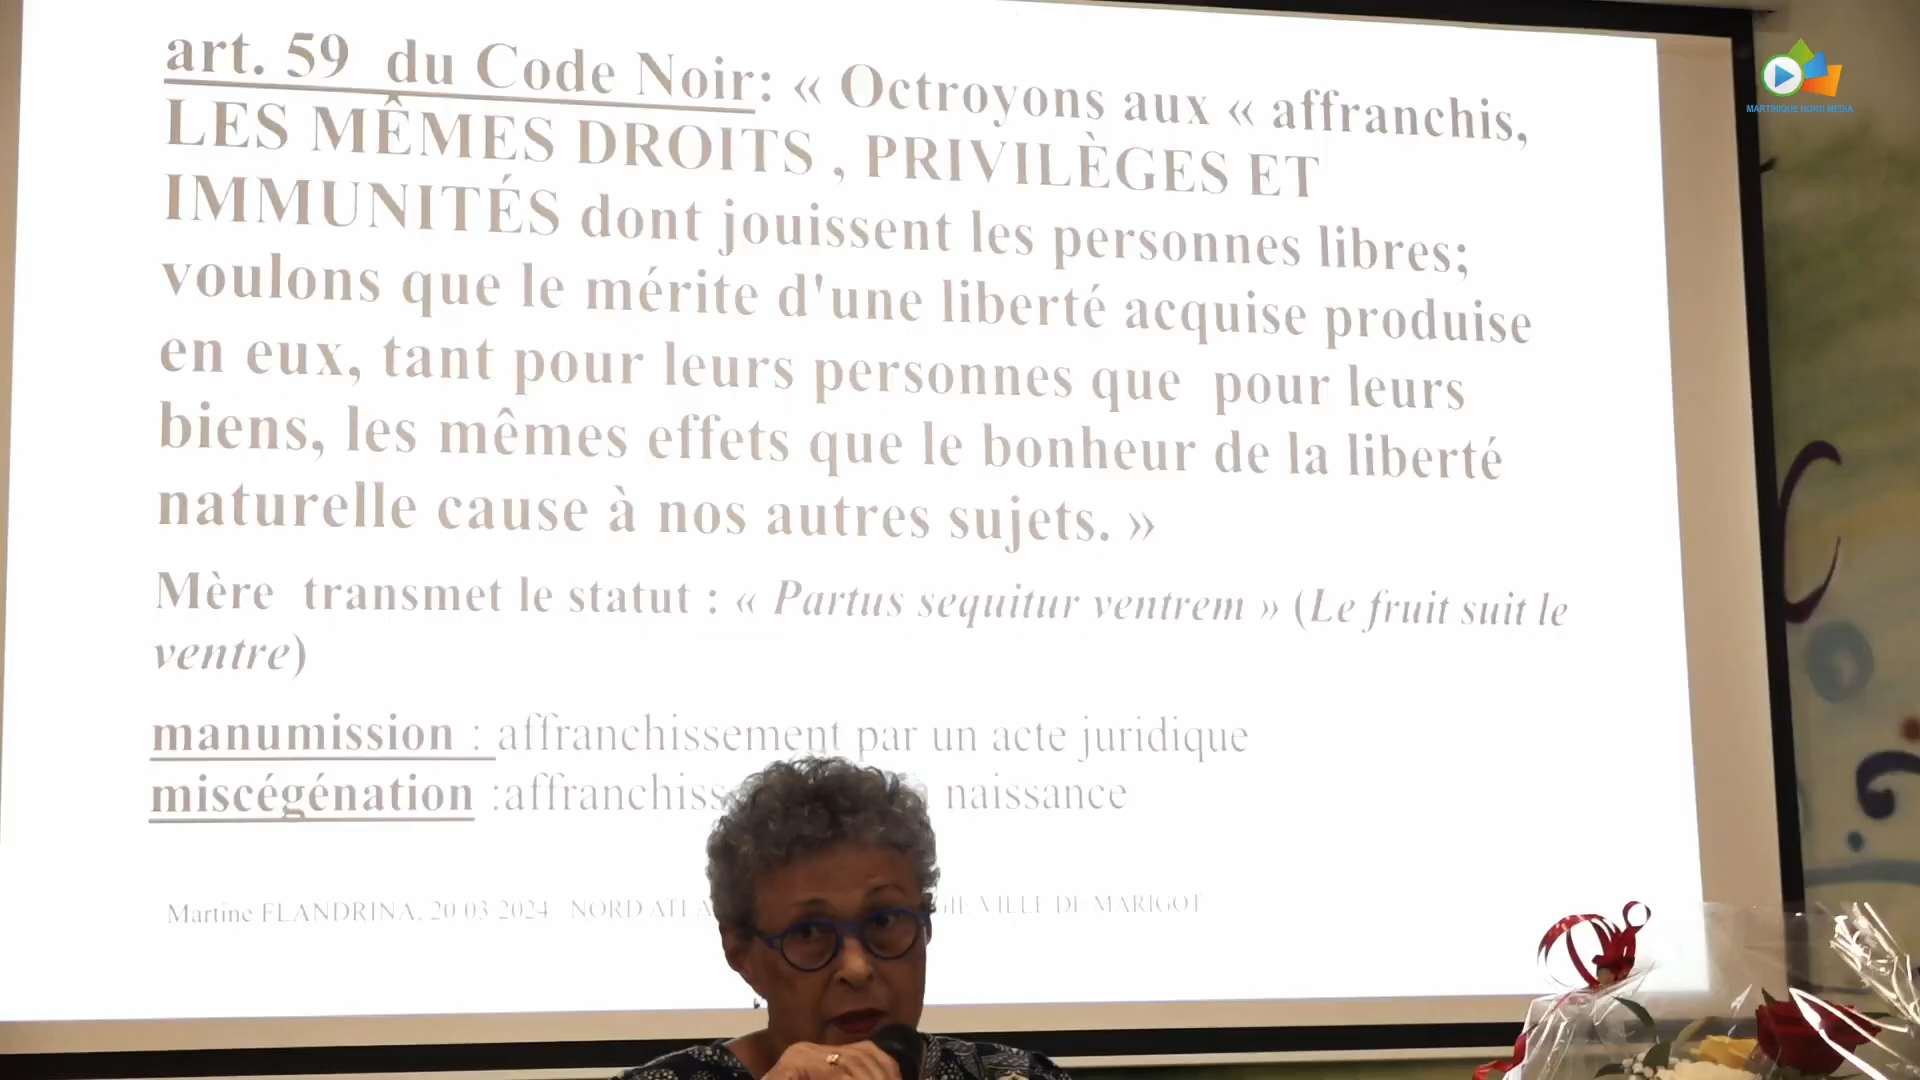 art. 59 du Code Noir: « Octroyons aux « affranchis,
LES MÊMES DROITS , PRIVILÈGES ET
IMMUNITÉS dont jouissent les personnes libres;
voulons que le mérite d'une liberté acquise produise
en eux, tant pour leurs personnes que pour leurs
biens, les mêmes effets que le bonheur de la liberté
naturelle cause à nos autres sujets. »
Mère transmet le statut : « Partus sequitur ventrem » (Le fruit suit le
ventre)
manumission : affranchissement par un acte juridique
miscégénation :affranchiss naissance
Martine FLANDRINA, 20 03 2024 NORD ATLA VILLE DE MARIGOT
MARTINIQUE NORD MEDIA